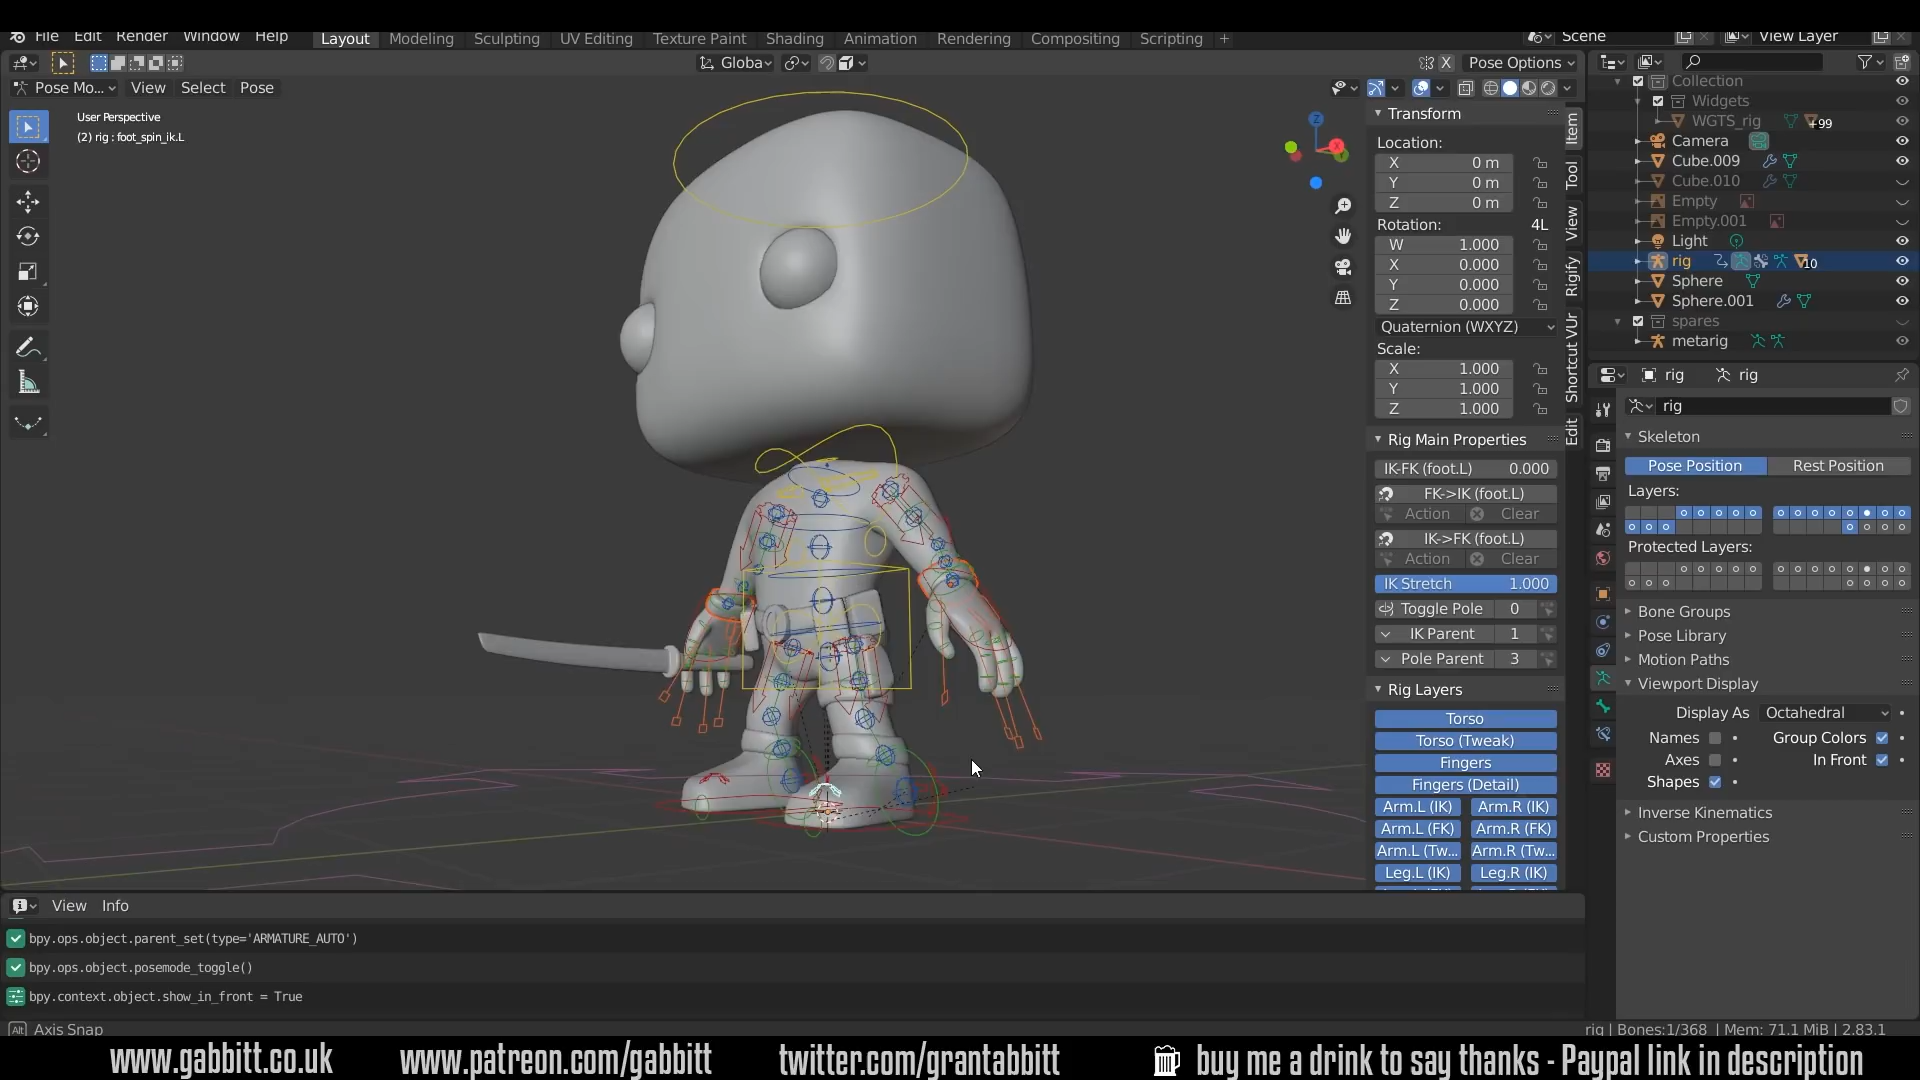 File Edit Render Window Help Layout Modeling Sculpting UV Editing Texture Paint Shading Animation Rendering Compositing Scripting + Scene View Layer
Globa X Pose Options
Pose Mo... View Select Pose
User Perspective
(2) rig : foot_spin_ik.L
Transform
Location:
X 0 m
Y 0 m
Z 0 m
Rotation: 4L
W 1.000
X 0.000
Y 0.000
Z 0.000
Quaternion (WXYZ)
Scale:
X 1.000
Y 1.000
Z 1.000
Rig Main Properties
IK-FK (foot.L) 0.000
FK->IK (foot.L)
Action Clear
IK->FK (foot.L)
Action Clear
IK Stretch 1.000
Toggle Pole 0
IK Parent 1
Pole Parent 3
Rig Layers
Torso
Torso (Tweak)
Fingers
Fingers (Detail)
Arm.L (IK) Arm.R (IK)
Arm.L (FK) Arm.R (FK)
Arm.L (Tw... Arm.R (Tw...
Leg.L (IK) Leg.R (IK)
Item
Tool
View
Rigify
Shortcut VUr
Edit
Collection
Widgets
WGTS_rig +99
Camera
Cube.009
Cube.010
Empty
Empty.001
Light
rig 10
Sphere
Sphere.001
spares
metarig
rig rig
rig
Skeleton
Pose Position Rest Position
Layers:
Protected Layers:
Bone Groups
Pose Library
Motion Paths
Viewport Display
Display As Octahedral
Names Group Colors
Axes In Front
Shapes
Inverse Kinematics
Custom Properties
View Info
bpy.ops.object.parent_set(type='ARMATURE_AUTO')
bpy.ops.object.posemode_toggle()
bpy.context.object.show_in_front = True
Alt Axis Snap
rig | Bones:1/368 | Mem: 71.1 MiB | 2.83.1
www.gabbitt.co.uk www.patreon.com/gabbitt twitter.com/grantabbitt buy me a drink to say thanks - Paypal link in description